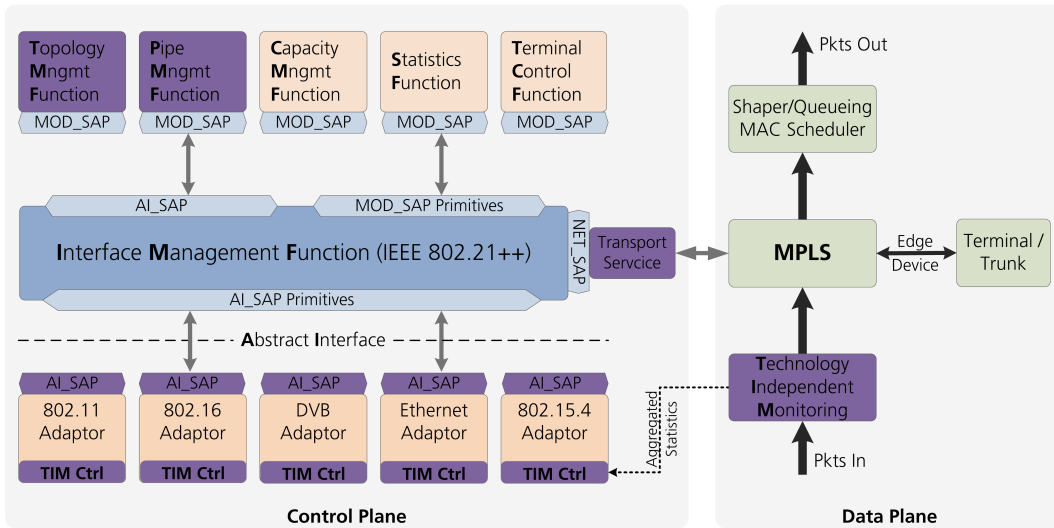 Topology
Mngmt
Function
MOD_SAP
Pipe
Mngmt
Function
MOD_SAP
Capacity
Mngmt
Function
MOD_SAP
Statistics
Function
MOD_SAP
Terminal
Control
Function
MOD_SAP
AI_SAP
MOD_SAP Primitives
Interface Management Function (IEEE 802.21++)
NET_SAP
Transport
Servcice
AI_SAP Primitives
Abstract Interface
AI_SAP
802.11
Adaptor
TIM Ctrl
AI_SAP
802.16
Adaptor
TIM Ctrl
AI_SAP
DVB
Adaptor
TIM Ctrl
AI_SAP
Ethernet
Adaptor
TIM Ctrl
AI_SAP
802.15.4
Adaptor
TIM Ctrl
Aggregated
Statistics
Control Plane
Pkts Out
Shaper/Queueing
MAC Scheduler
MPLS
Edge
Device
Terminal /
Trunk
Technology
Independent
Monitoring
Pkts In
Data Plane